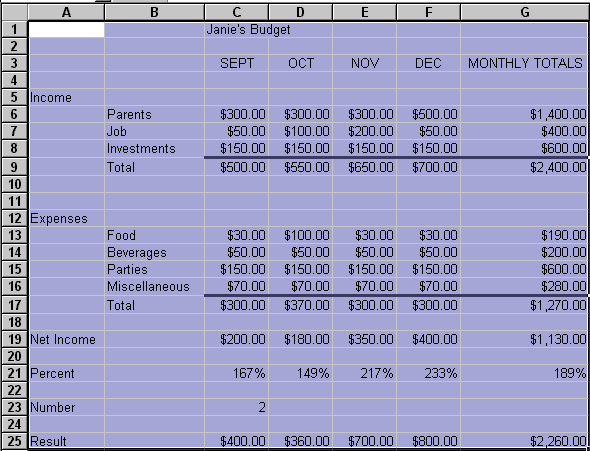 A B C D E F G
1 Janie's Budget
2
3 SEPT OCT NOV DEC MONTHLY TOTALS
4
5 Income
6 Parents $300.00 $300.00 $300.00 $500.00 $1,400.00
7 Job $50.00 $100.00 $200.00 $50.00 $400.00
8 Investments $150.00 $150.00 $150.00 $150.00 $600.00
9 Total $500.00 $550.00 $650.00 $700.00 $2,400.00
10
11
12 Expenses
13 Food $30.00 $100.00 $30.00 $30.00 $190.00
14 Beverages $50.00 $50.00 $50.00 $50.00 $200.00
15 Parties $150.00 $150.00 $150.00 $150.00 $600.00
16 Miscellaneous $70.00 $70.00 $70.00 $70.00 $280.00
17 Total $300.00 $370.00 $300.00 $300.00 $1,270.00
18
19 Net Income $200.00 $180.00 $350.00 $400.00 $1,130.00
20
21 Percent 167% 149% 217% 233% 189%
22
23 Number 2
24
25 Result $400.00 $360.00 $700.00 $800.00 $2,260.00